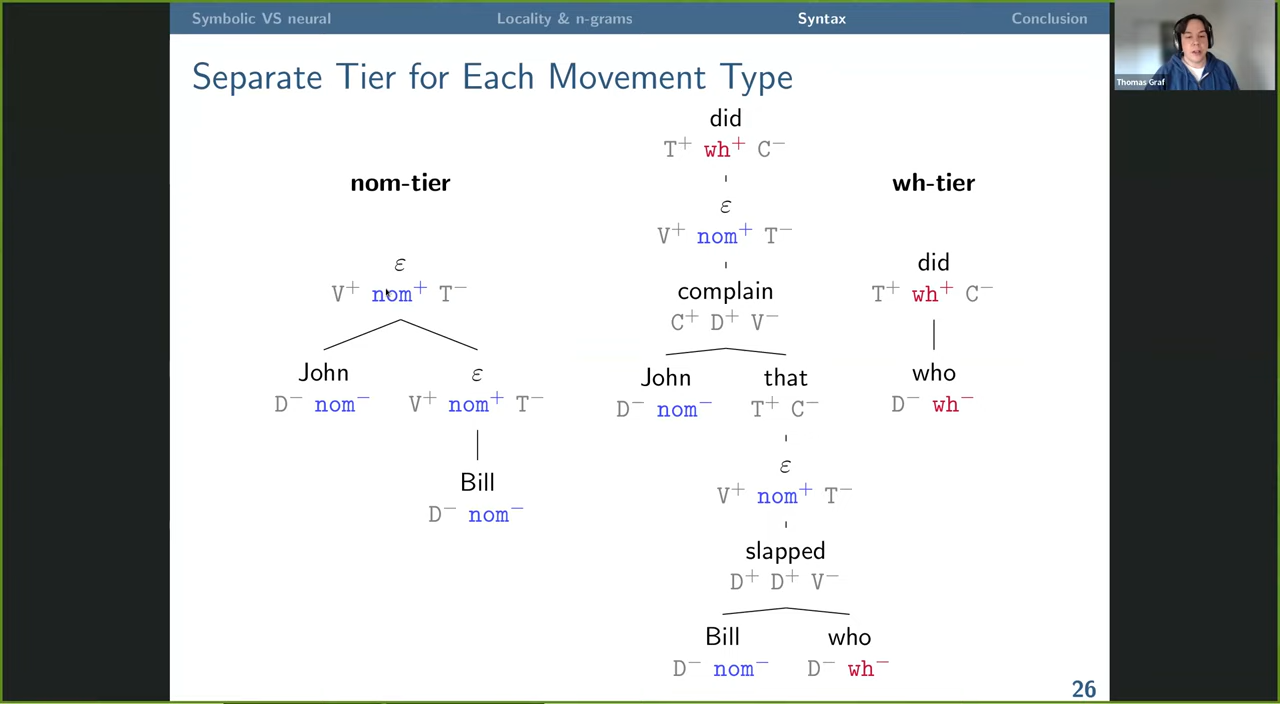 Symbolic VS neural Locality & n-grams Syntax Conclusion
Thomas Graf
Separate Tier for Each Movement Type
nom-tier
ε
V⁺ nom⁺ T⁻
John ε
D⁻ nom⁻ V⁺ nom⁺ T⁻
Bill
D⁻ nom⁻
did
T⁺ wh⁺ C⁻
ε
V⁺ nom⁺ T⁻
complain
C⁺ D⁺ V⁻
John that
D⁻ nom⁻ T⁺ C⁻
ε
V⁺ nom⁺ T⁻
slapped
D⁺ D⁺ V⁻
Bill who
D⁻ nom⁻ D⁻ wh⁻
wh-tier
did
T⁺ wh⁺ C⁻
who
D⁻ wh⁻
26